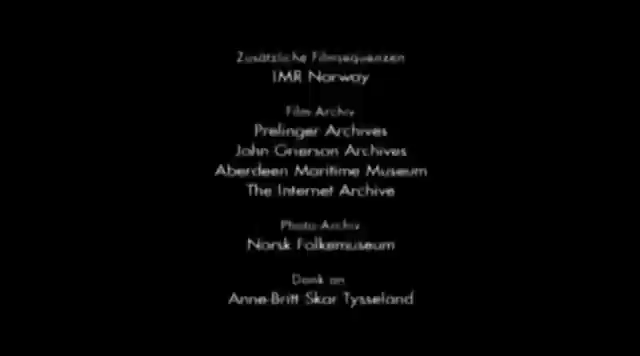 Zusätzliche Filmsequenzen
IMR Norway
Film-Archiv
Prelinger Archives
John Grierson Archives
Aberdeen Maritime Museum
The Internet Archive
Photo-Archiv
Norsk Folkemuseum
Dank an
Anne-Britt Skar Tysseland